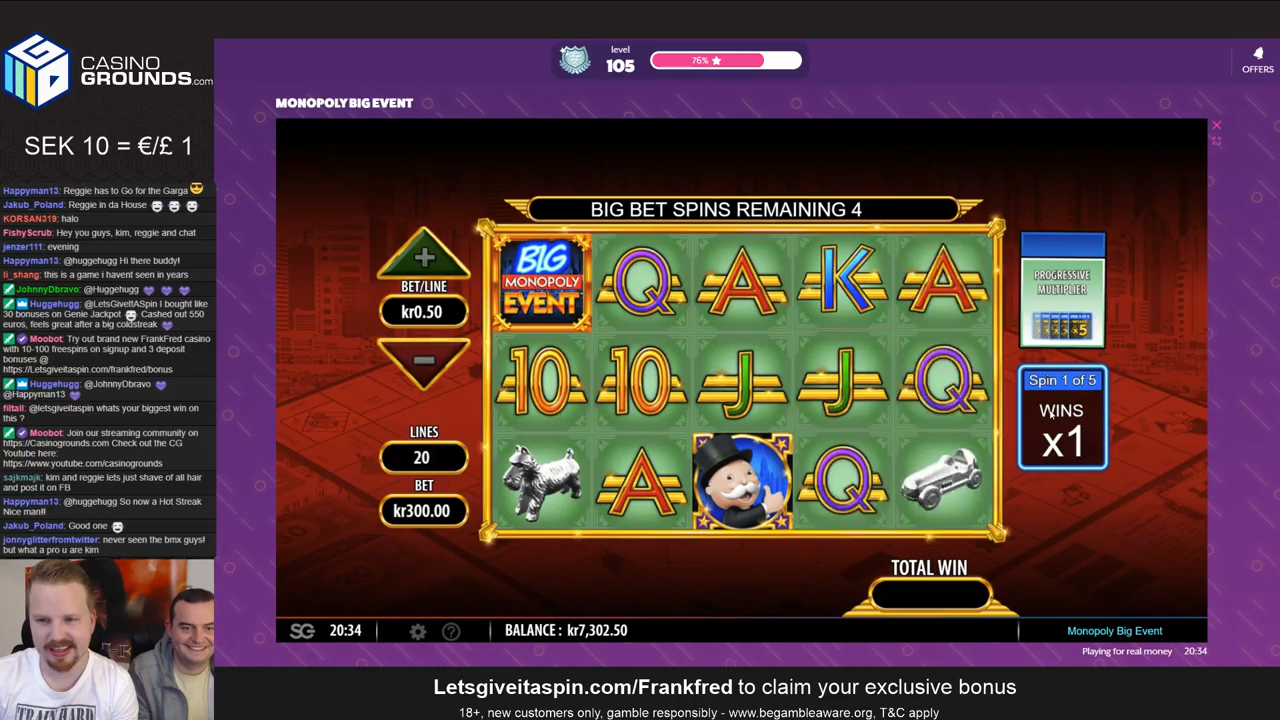 CASINO
GROUNDS.com
SEK 10 = €/£ 1
Happyman13: Reggie has to Go for the Garga
Jakub_Poland: Reggie in da House
KORSAN319: halo
FishyScrub: Hey you guys, kim, reggie and chat
jenzer111: evening
Happyman13: @huggehugg Hi there buddy!
li_shang: this is a game i havent seen in years
JohnnyDbravo: @Huggehugg
Huggehugg: @LetsGiveItASpin I bought like
30 bonuses on Genie Jackpot Cashed out 550
euros, feels great after a big coldstreak
Moobot: Try out brand new FrankFred casino
with 10-100 freespins on signup and 3 deposit
bonuses @
https://Letsgiveitaspin.com/frankfred/bonus
Huggehugg: @JohnnyDbravo
@Happyman13
filtall: @letsgiveitaspin whats your biggest win on
this ?
Moobot: Join our streaming community on
https://Casinogrounds.com Check out the CG
Youtube here:
https://www.youtube.com/casinogrounds
sajkmajk: kim and reggie lets just shave of all hair
and post it on FB
Happyman13: @huggehugg So now a Hot Streak
Nice man!!
Jakub_Poland: Good one
jonnyglitterfromtwitter: never seen the bmx guys!
but what a pro u are kim
level
105
76%
OFFERS
MONOPOLY BIG EVENT
BIG BET SPINS REMAINING 4
+
BET/LINE
kr0.50
LINES
20
BET
kr300.00
BIG
MONOPOLY
EVENT
Q A K A
10 10 J J Q
A Q
PROGRESSIVE
MULTIPLIER
x5
Spin 1 of 5
WINS
x1
TOTAL WIN
SG 20:34
BALANCE : kr7,302.50
Monopoly Big Event
Playing for real money 20:34
TRAIN HARD
Letsgiveitaspin.com/Frankfred to claim your exclusive bonus
18+, new customers only, gamble responsibly - www.begambleaware.org, T&C apply